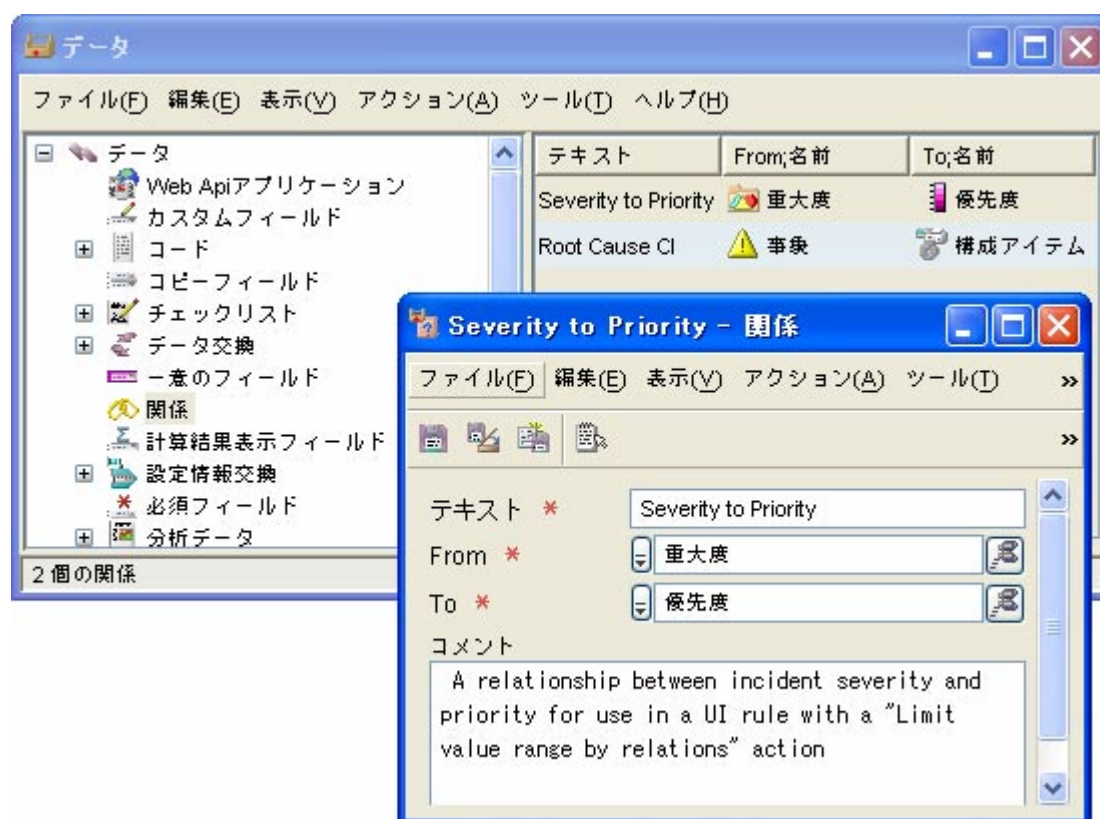 データ
ファイル(F) 編集(E) 表示(V) アクション(A) ツール(T) ヘルプ(H)
データ
Web Apiアプリケーション
カスタムフィールド
コード
コピーフィールド
チェックリスト
データ交換
一意のフィールド
関係
計算結果表示フィールド
設定情報交換
必須フィールド
分析データ
2 個の関係
テキスト From;名前 To;名前
Severity to Priority 重大度 優先度
Root Cause CI 事象 構成アイテム
Severity to Priority - 関係
ファイル(F) 編集(E) 表示(V) アクション(A) ツール(T) »
»
テキスト * Severity to Priority
From * 重大度
To * 優先度
コメント
A relationship between incident severity and
priority for use in a UI rule with a "Limit
value range by relations" action